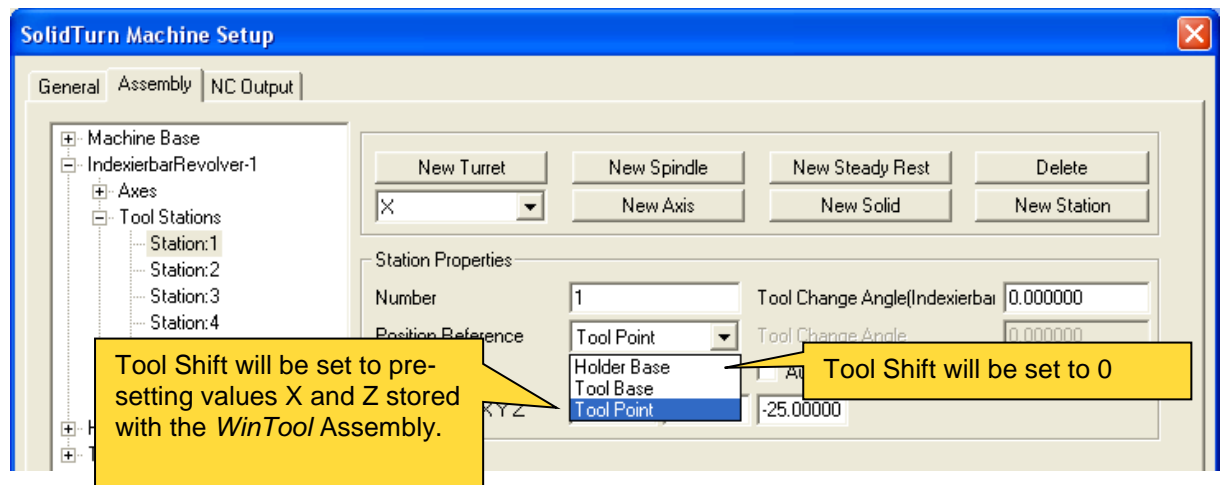 SolidTurn Machine Setup
General Assembly NC Output
Machine Base
IndexierbarRevolver-1
Axes
Tool Stations
Station:1
Station:2
Station:3
Station:4
New Turret New Spindle New Steady Rest Delete
X New Axis New Solid New Station
Station Properties
Number 1 Tool Change Angle(Indexierbar 0.000000
Position Reference Tool Point Tool Change Angle 0.000000
Holder Base
Tool Base
Tool Point
X Y Z -25.00000
Tool Shift will be set to pre-
setting values X and Z stored
with the WinTool Assembly.
Tool Shift will be set to 0